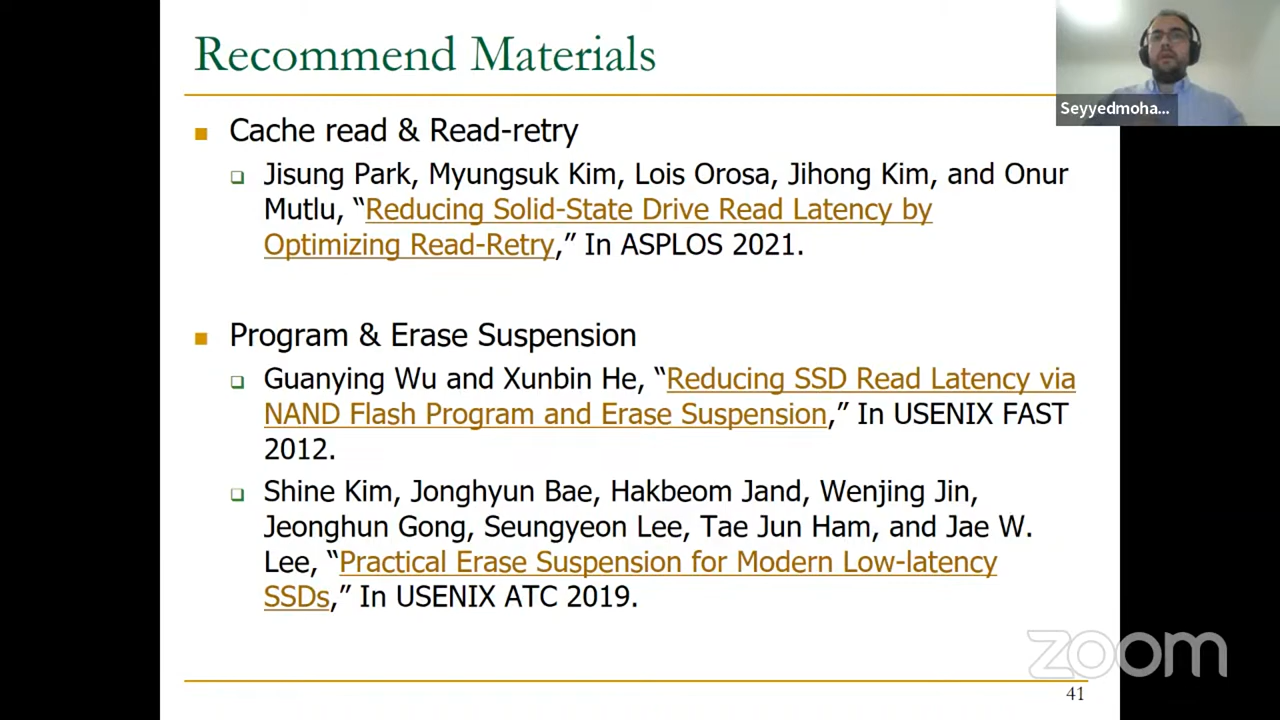 Recommend Materials
Seyyedmoha...
Cache read & Read-retry
Jisung Park, Myungsuk Kim, Lois Orosa, Jihong Kim, and Onur
Mutlu, “Reducing Solid-State Drive Read Latency by
Optimizing Read-Retry,” In ASPLOS 2021.
Program & Erase Suspension
Guanying Wu and Xunbin He, “Reducing SSD Read Latency via
NAND Flash Program and Erase Suspension,” In USENIX FAST
2012.
Shine Kim, Jonghyun Bae, Hakbeom Jand, Wenjing Jin,
Jeonghun Gong, Seungyeon Lee, Tae Jun Ham, and Jae W.
Lee, “Practical Erase Suspension for Modern Low-latency
SSDs,” In USENIX ATC 2019.
zoom
41